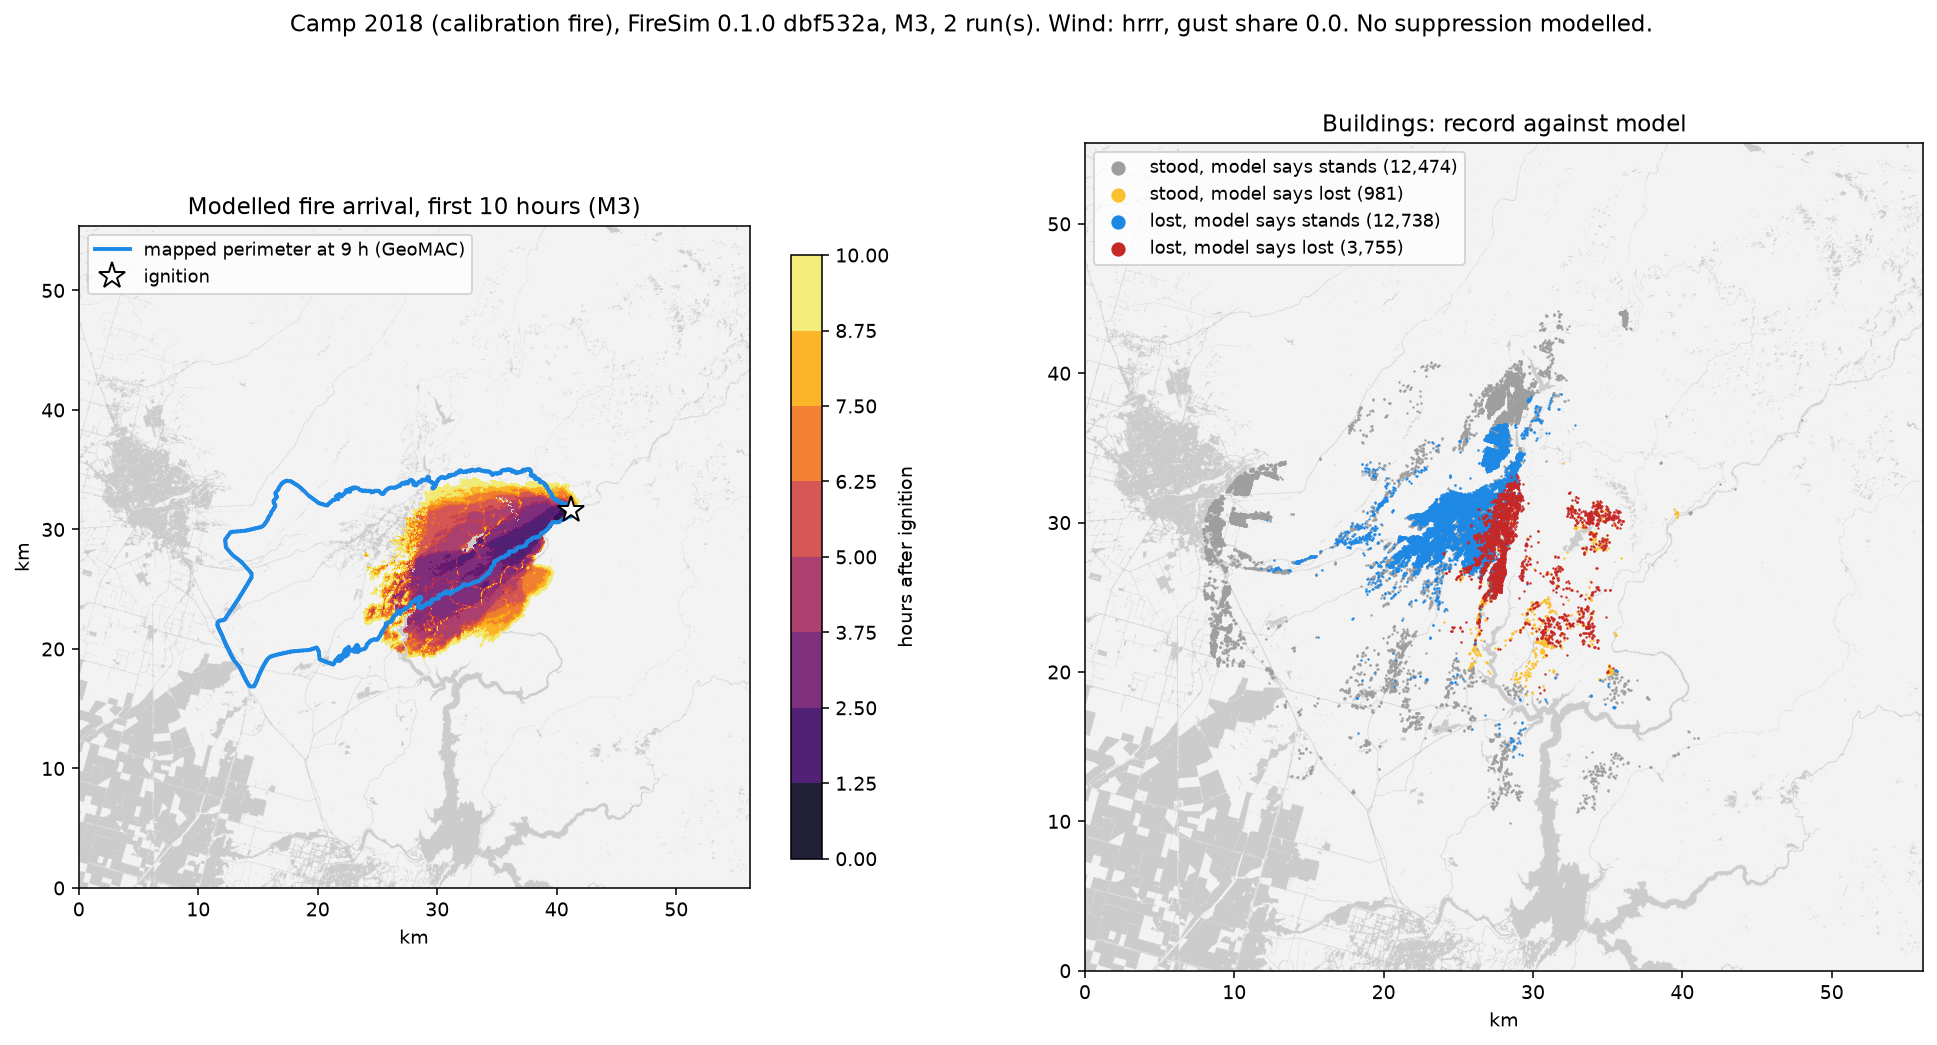 Camp 2018 (calibration fire), FireSim 0.1.0 dbf532a, M3, 2 run(s). Wind: hrrr, gust share 0.0. No suppression modelled.
Modelled fire arrival, first 10 hours (M3)
mapped perimeter at 9 h (GeoMAC)
ignition
50
40
30
20
10
0
km
0 10 20 30 40 50
km
10.00
8.75
7.50
6.25
5.00
3.75
2.50
1.25
0.00
hours after ignition
Buildings: record against model
stood, model says stands (12,474)
stood, model says lost (981)
lost, model says stands (12,738)
lost, model says lost (3,755)
50
40
30
20
10
0
km
0 10 20 30 40 50
km